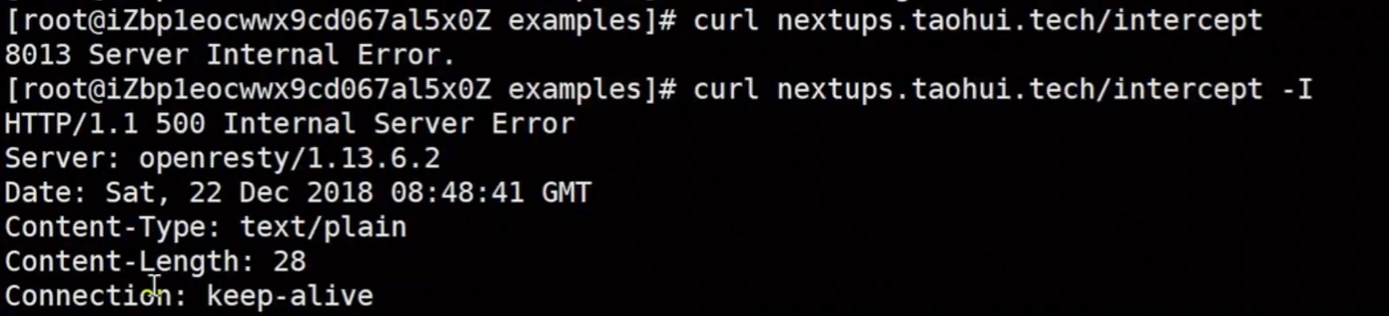 [root@iZbp1eocwwx9cd067al5x0Z examples]# curl nextups.taohui.tech/intercept
8013 Server Internal Error.
[root@iZbp1eocwwx9cd067al5x0Z examples]# curl nextups.taohui.tech/intercept -I
HTTP/1.1 500 Internal Server Error
Server: openresty/1.13.6.2
Date: Sat, 22 Dec 2018 08:48:41 GMT
Content-Type: text/plain
Content-Length: 28
Connection: keep-alive